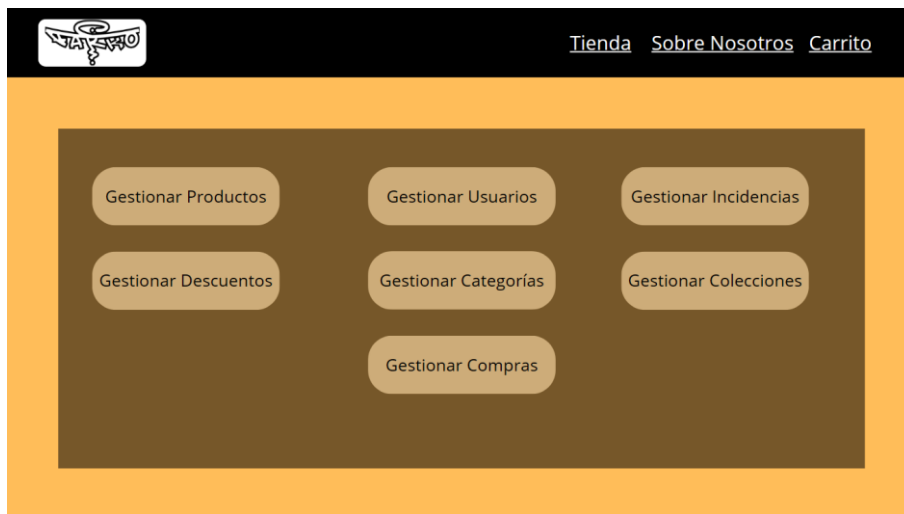 Tienda Sobre Nosotros Carrito
Gestionar Productos Gestionar Usuarios Gestionar Incidencias
Gestionar Descuentos Gestionar Categorías Gestionar Colecciones
Gestionar Compras